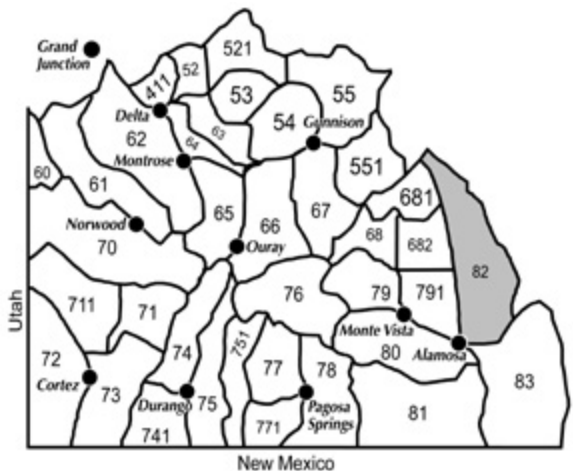 521
Grand
Junction
52
411
53
55
Delta
54
Gunnison
63
62
64
Montrose
551
60
61
681
65
66
67
Norwood
68
682
70
Ouray
82
76
79
791
711
71
Monte Vista
Utah
751
74
72
77
78
80
Alamosa
Cortez
73
83
Durango
75
Pagosa
Springs
81
771
741
New Mexico